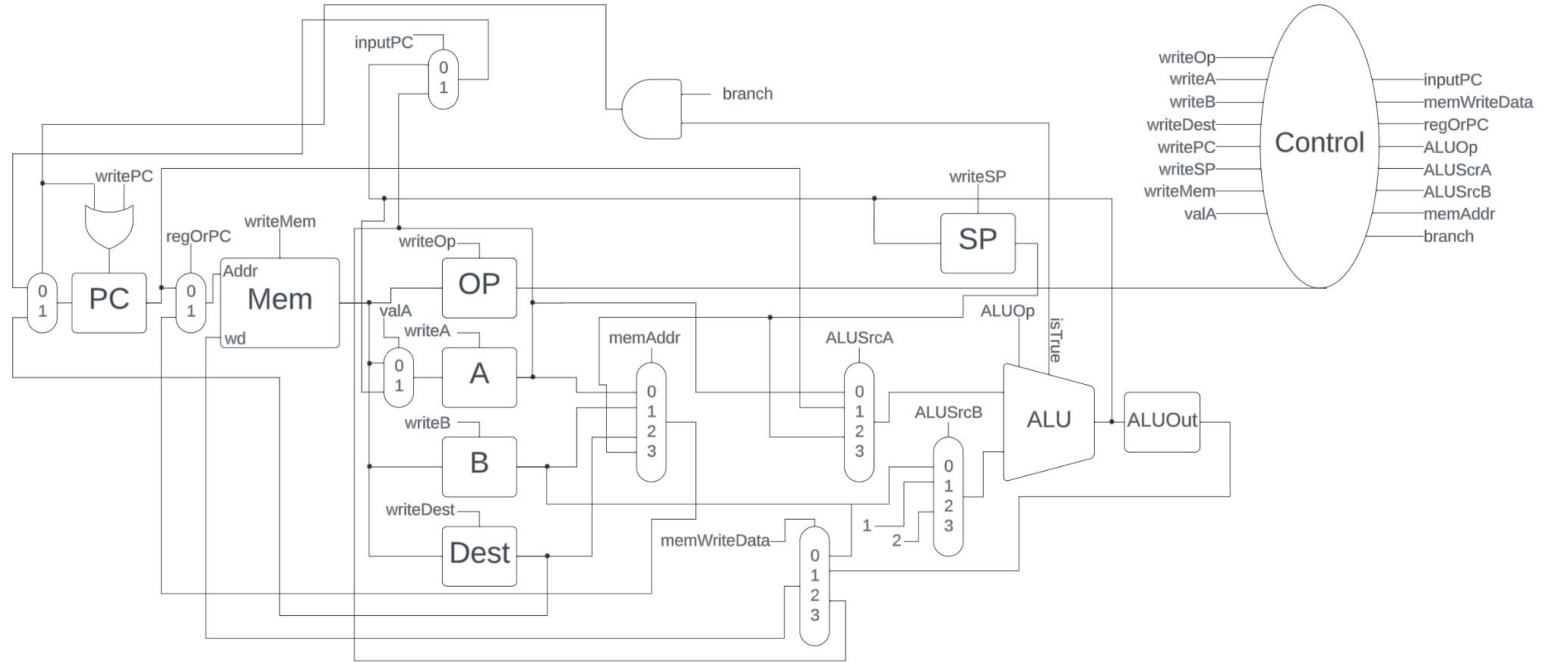 inputPC
0
1
branch
writePC
regOrPC
writeMem
0
1
PC
0
1
Addr
Mem
wd
writeOp
OP
valA
0
1
writeA
A
writeB
B
writeDest
Dest
memAddr
0
1
2
3
memWriteData
0
1
2
3
writeSP
SP
ALUSrcA
0
1
2
3
ALUSrcB
0
1
2
3
1
2
ALUOp
isTrue
ALU
ALUOut
Control
writeOp
writeA
writeB
writeDest
writePC
writeSP
writeMem
valA
inputPC
memWriteData
regOrPC
ALUOp
ALUScrA
ALUSrcB
memAddr
branch